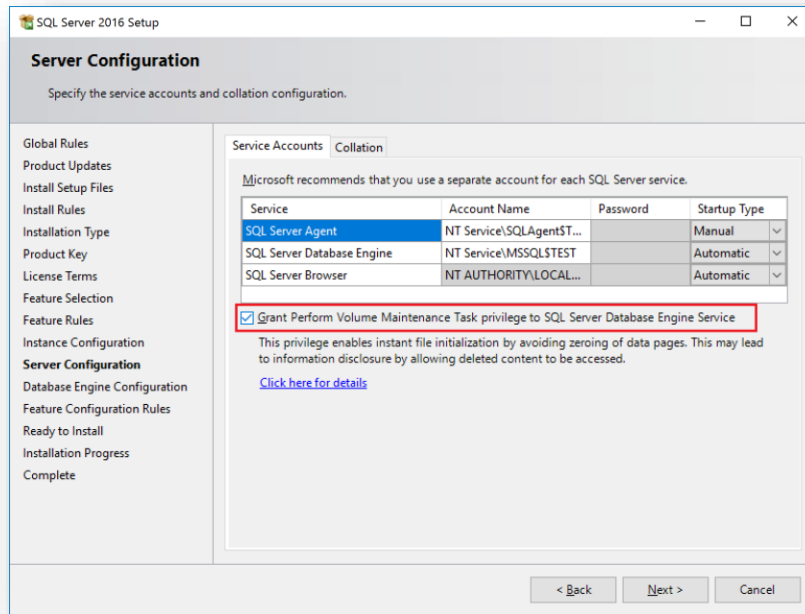 SQL Server 2016 Setup
Server Configuration
Specify the service accounts and collation configuration.
Global Rules
Product Updates
Install Setup Files
Install Rules
Installation Type
Product Key
License Terms
Feature Selection
Feature Rules
Instance Configuration
Server Configuration
Database Engine Configuration
Feature Configuration Rules
Ready to Install
Installation Progress
Complete
Service Accounts Collation
Microsoft recommends that you use a separate account for each SQL Server service.
Service Account Name Password Startup Type
SQL Server Agent NT Service\SQLAgent$T... Manual
SQL Server Database Engine NT Service\MSSQL$TEST Automatic
SQL Server Browser NT AUTHORITY\LOCAL... Automatic
Grant Perform Volume Maintenance Task privilege to SQL Server Database Engine Service
This privilege enables instant file initialization by avoiding zeroing of data pages. This may lead
to information disclosure by allowing deleted content to be accessed.
Click here for details
< Back Next > Cancel